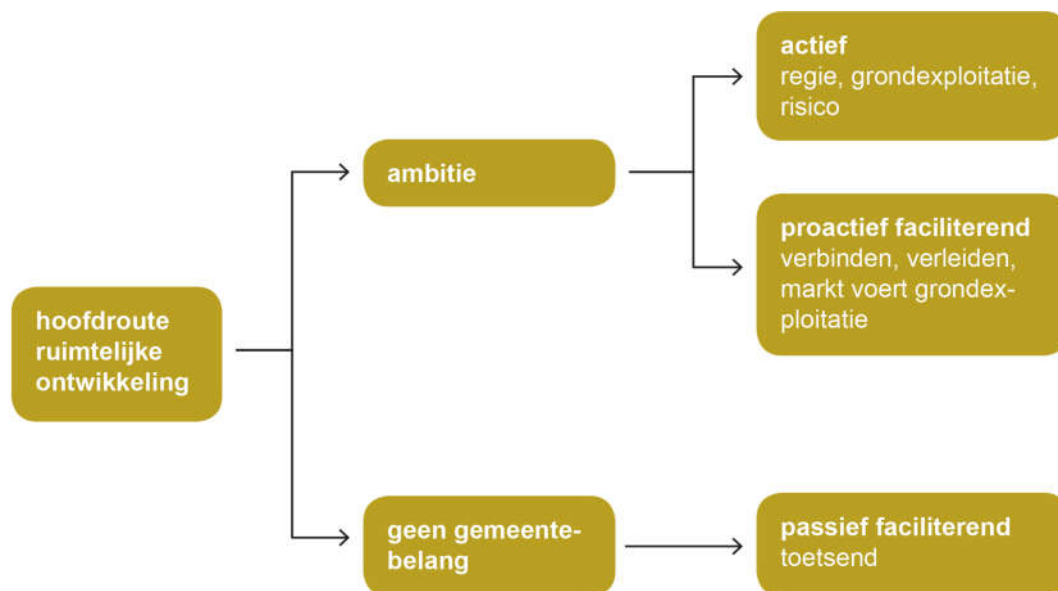 hoofdroute
ruimtelijke
ontwikkeling
ambitie
actief
regie, grondexploitatie,
risico
proactief faciliterend
verbinden, verleiden,
markt voert grondex-
ploitatie
geen gemeente-
belang
passief faciliterend
toetsend